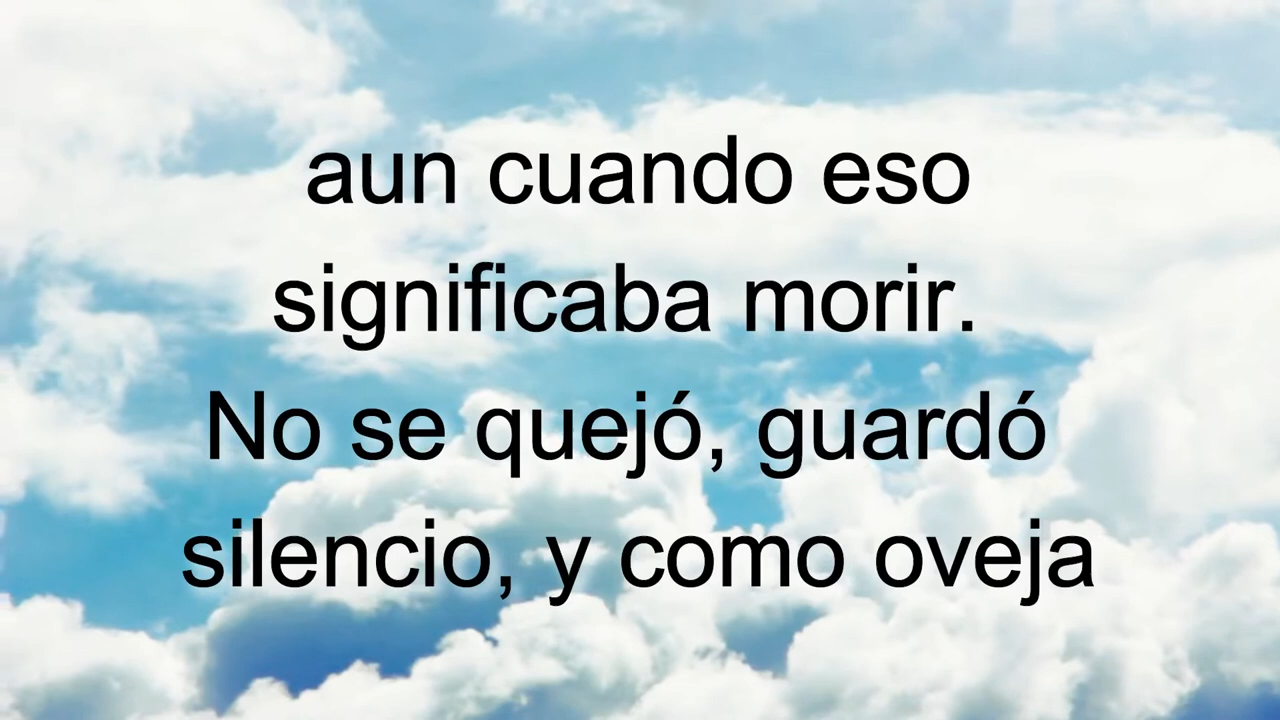 aun cuando eso
significaba morir.
No se quejó, guardó
silencio, y como oveja